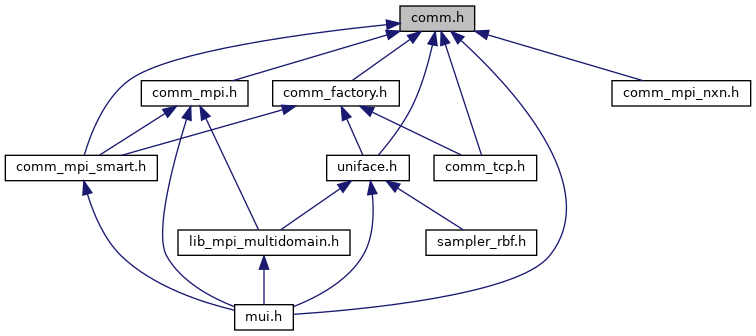 comm.h
comm_mpi.h
comm_factory.h
comm_mpi_nxn.h
comm_mpi_smart.h
uniface.h
comm_tcp.h
lib_mpi_multidomain.h
sampler_rbf.h
mui.h